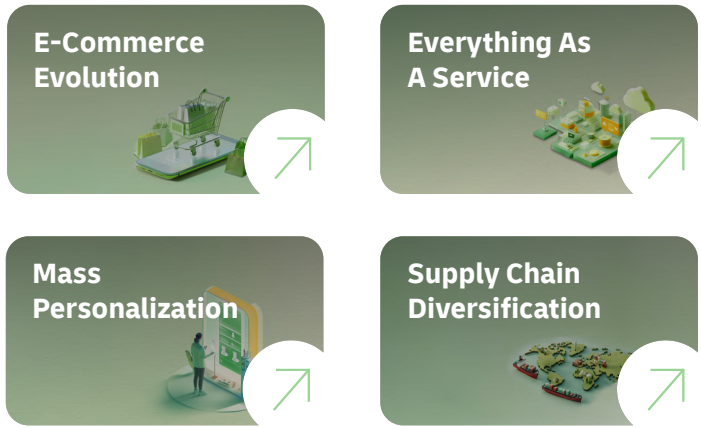 E-Commerce
Evolution
Everything As
A Service
Mass
Personalization
Supply Chain
Diversification